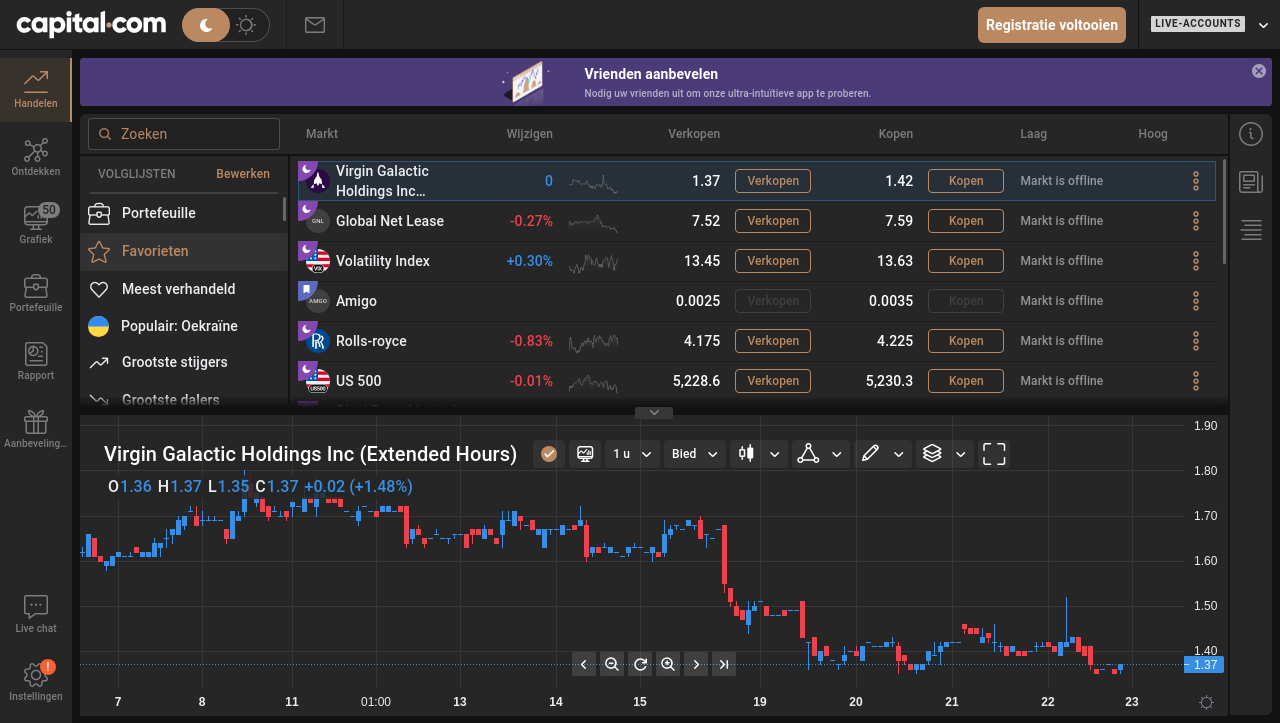 capital.com
Registratie voltooien
LIVE-ACCOUNTS
Vrienden aanbevelen
Nodig uw vrienden uit om onze ultra-intuïtieve app te proberen.
Handelen
Ontdekken
50
Grafiek
Portefeuille
Rapport
Aanbeveling...
Live chat
!
Instellingen
Zoeken
Markt Wijzigen Verkopen Kopen Laag Hoog
VOLGLIJSTEN Bewerken
Portefeuille
Favorieten
Meest verhandeld
Populair: Oekraïne
Grootste stijgers
Grootste dalers
Virgin Galactic
Holdings Inc... 0 1.37 Verkopen 1.42 Kopen Markt is offline
GNL Global Net Lease -0.27% 7.52 Verkopen 7.59 Kopen Markt is offline
VIX Volatility Index +0.30% 13.45 Verkopen 13.63 Kopen Markt is offline
AMIGO Amigo 0.0025 Verkopen 0.0035 Kopen Markt is offline
Rolls-royce -0.83% 4.175 Verkopen 4.225 Kopen Markt is offline
US500 US 500 -0.01% 5,228.6 Verkopen 5,230.3 Kopen Markt is offline
Virgin Galactic Holdings Inc (Extended Hours) 1 u Bied
O1.36 H1.37 L1.35 C1.37 +0.02 (+1.48%)
1.90
1.80
1.70
1.60
1.50
1.40
1.37
7 8 11 01:00 13 14 15 19 20 21 22 23